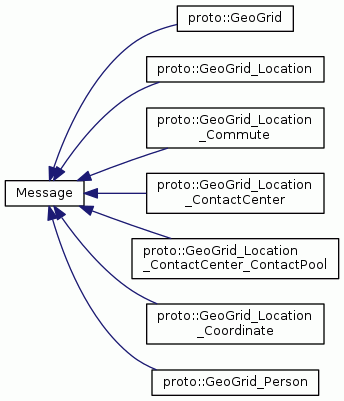 proto::GeoGrid
proto::GeoGrid_Location
proto::GeoGrid_Location
_Commute
Message
proto::GeoGrid_Location
_ContactCenter
proto::GeoGrid_Location
_ContactCenter_ContactPool
proto::GeoGrid_Location
_Coordinate
proto::GeoGrid_Person